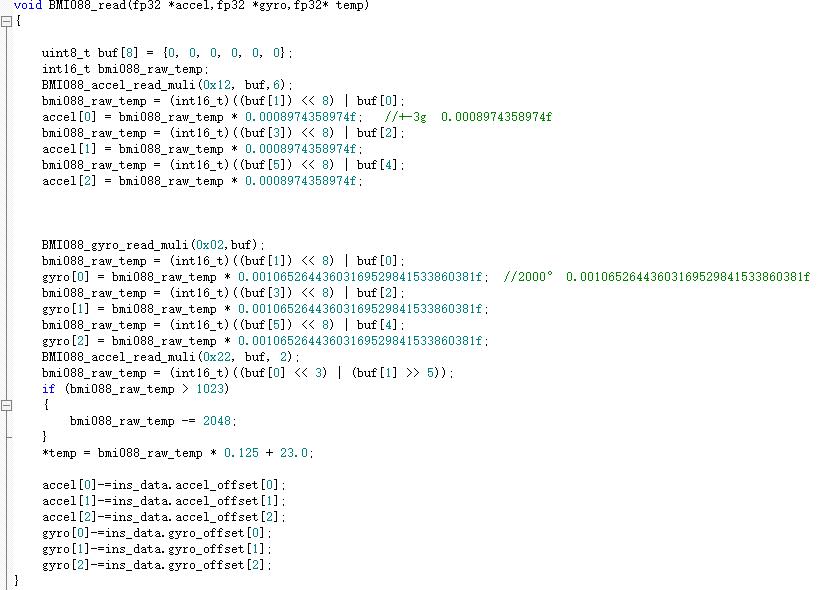 void BMI088_read(fp32 *accel,fp32 *gyro,fp32* temp)
{
uint8_t buf[8] = {0, 0, 0, 0, 0, 0};
int16_t bmi088_raw_temp;
BMI088_accel_read_muli(0x12, buf,6);
bmi088_raw_temp = (int16_t)((buf[1]) << 8) | buf[0];
accel[0] = bmi088_raw_temp * 0.0008974358974f;   //+-3g  0.0008974358974f
bmi088_raw_temp = (int16_t)((buf[3]) << 8) | buf[2];
accel[1] = bmi088_raw_temp * 0.0008974358974f;
bmi088_raw_temp = (int16_t)((buf[5]) << 8) | buf[4];
accel[2] = bmi088_raw_temp * 0.0008974358974f;
BMI088_gyro_read_muli(0x02,buf);
bmi088_raw_temp = (int16_t)((buf[1]) << 8) | buf[0];
gyro[0] = bmi088_raw_temp * 0.00106526443603169529841533860381f;  //2000° 0.00106526443603169529841533860381f
bmi088_raw_temp = (int16_t)((buf[3]) << 8) | buf[2];
gyro[1] = bmi088_raw_temp * 0.00106526443603169529841533860381f;
bmi088_raw_temp = (int16_t)((buf[5]) << 8) | buf[4];
gyro[2] = bmi088_raw_temp * 0.00106526443603169529841533860381f;
BMI088_accel_read_muli(0x22, buf, 2);
bmi088_raw_temp = (int16_t)((buf[0] << 3) | (buf[1] >> 5));
if (bmi088_raw_temp > 1023)
{
bmi088_raw_temp -= 2048;
}
*temp = bmi088_raw_temp * 0.125 + 23.0;
accel[0]-=ins_data.accel_offset[0];
accel[1]-=ins_data.accel_offset[1];
accel[2]-=ins_data.accel_offset[2];
gyro[0]-=ins_data.gyro_offset[0];
gyro[1]-=ins_data.gyro_offset[1];
gyro[2]-=ins_data.gyro_offset[2];
}